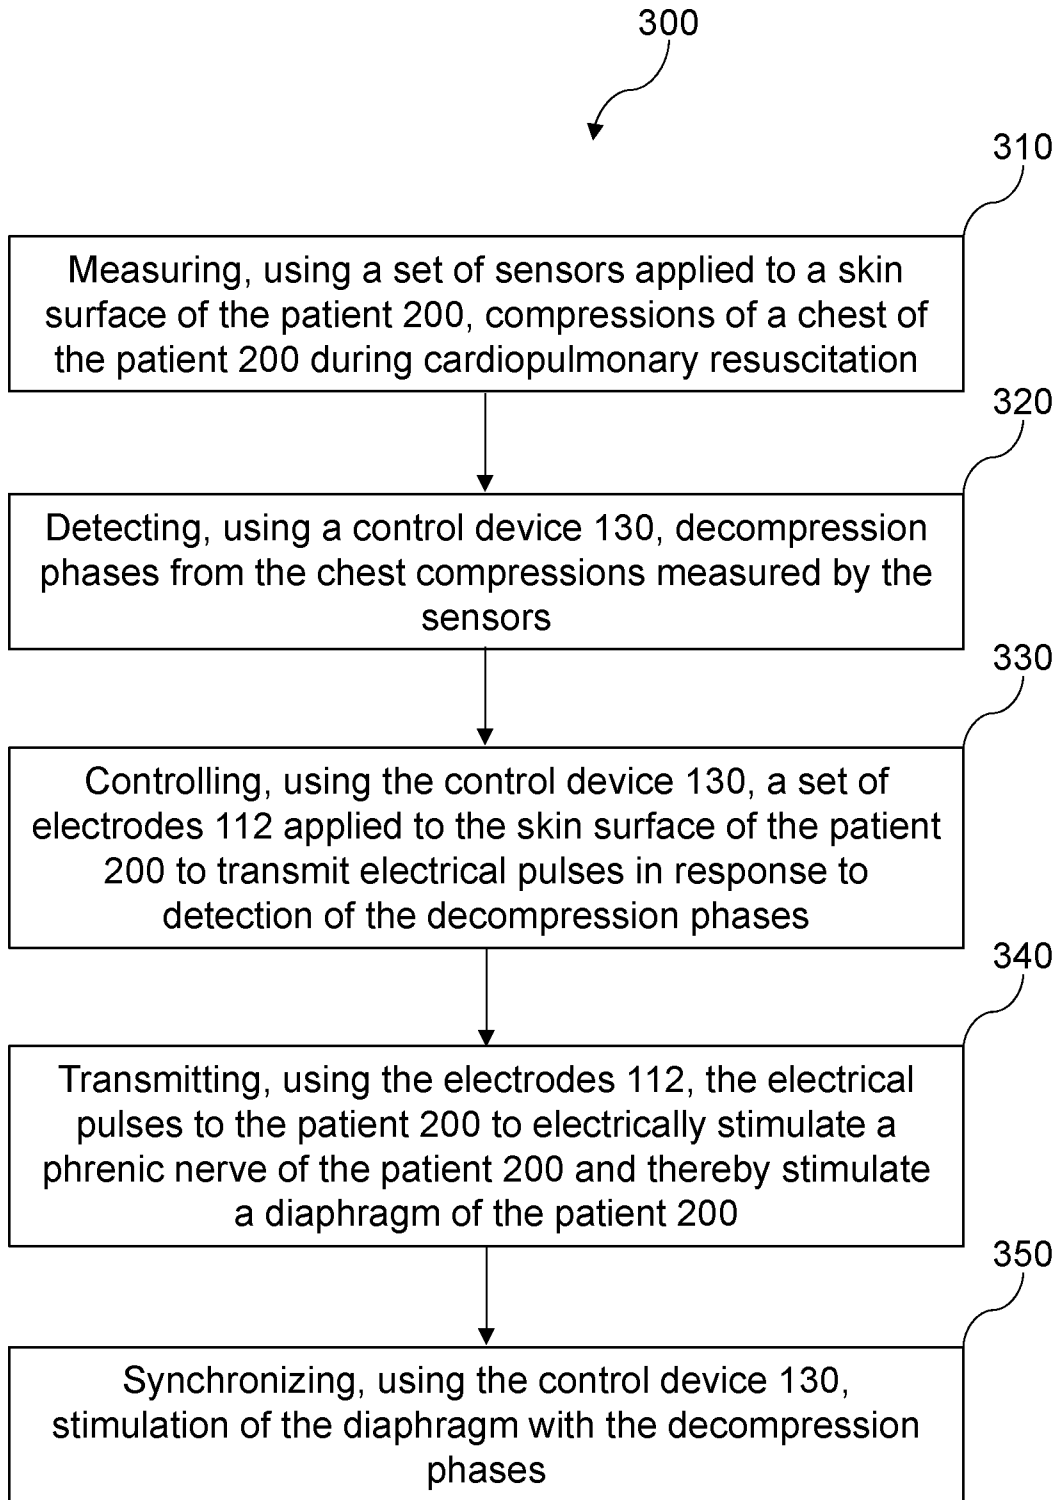 300
310
Measuring, using a set of sensors applied to a skin
surface of the patient 200, compressions of a chest of
the patient 200 during cardiopulmonary resuscitation
320
Detecting, using a control device 130, decompression
phases from the chest compressions measured by the
sensors
330
Controlling, using the control device 130, a set of
electrodes 112 applied to the skin surface of the patient
200 to transmit electrical pulses in response to
detection of the decompression phases
340
Transmitting, using the electrodes 112, the electrical
pulses to the patient 200 to electrically stimulate a
phrenic nerve of the patient 200 and thereby stimulate
a diaphragm of the patient 200
350
Synchronizing, using the control device 130,
stimulation of the diaphragm with the decompression
phases